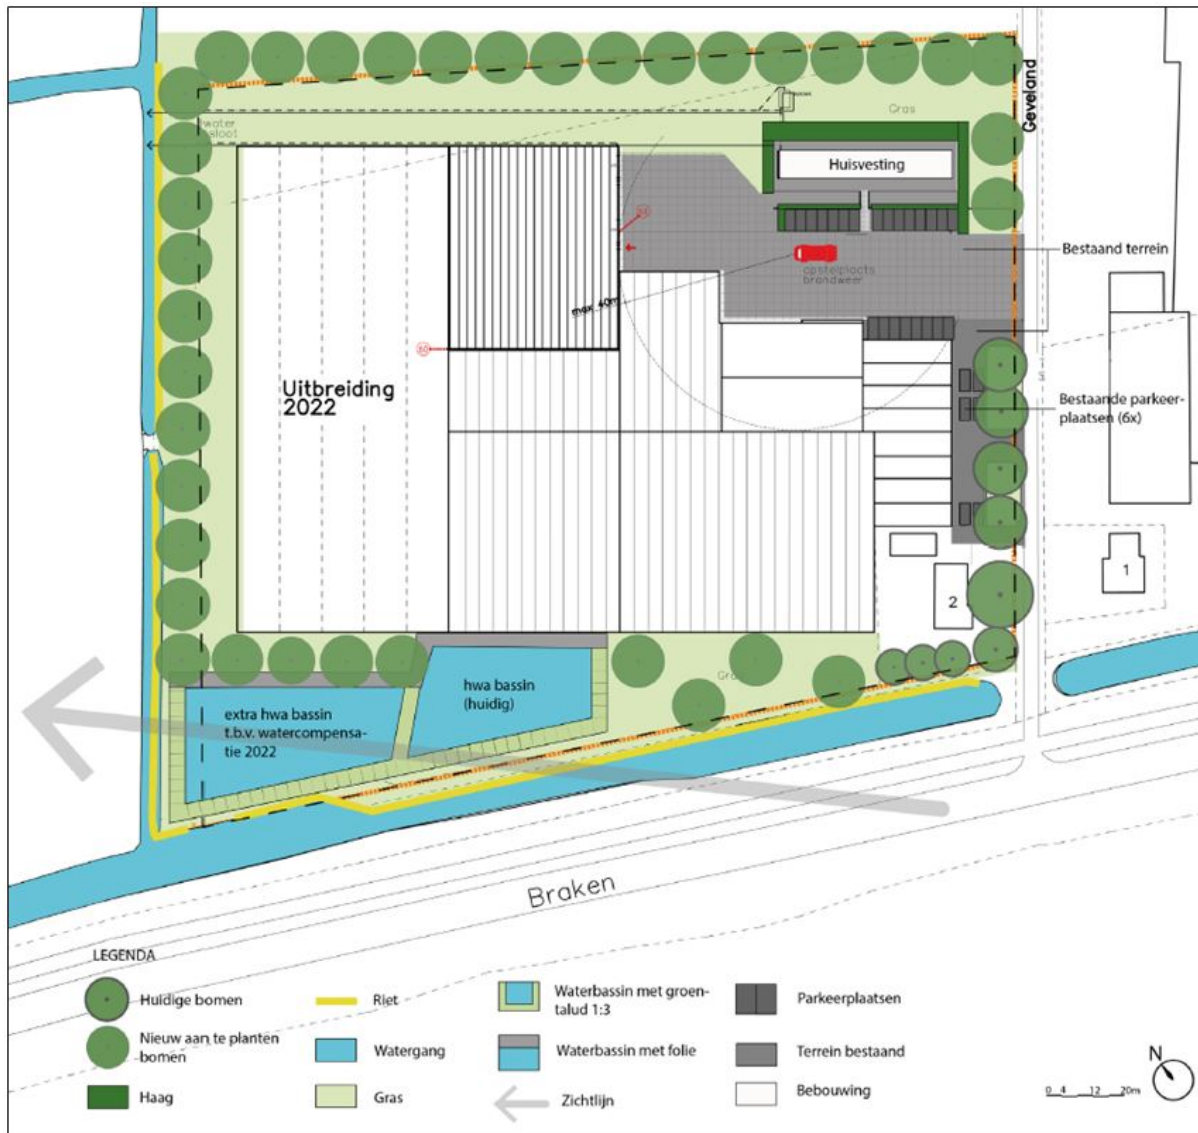 Gras
Geveland
water
sloot
Huisvesting
Bestaand terrein
opstelplaats
brandweer
max 40m
60
Uitbreiding
2022
Bestaande parkeer-
plaatsen (6x)
1
2
Gra
hwa bassin
(huidig)
extra hwa bassin
t.b.v. watercompensa-
tie 2022
Braken
LEGENDA
Huidige bomen
Nieuw aan te planten
bomen
Haag
Riet
Watergang
Gras
Waterbassin met groen-
talud 1:3
Waterbassin met folie
Zichtlijn
Parkeerplaatsen
Terrein bestaand
Bebouwing
N
0 4 12 20m